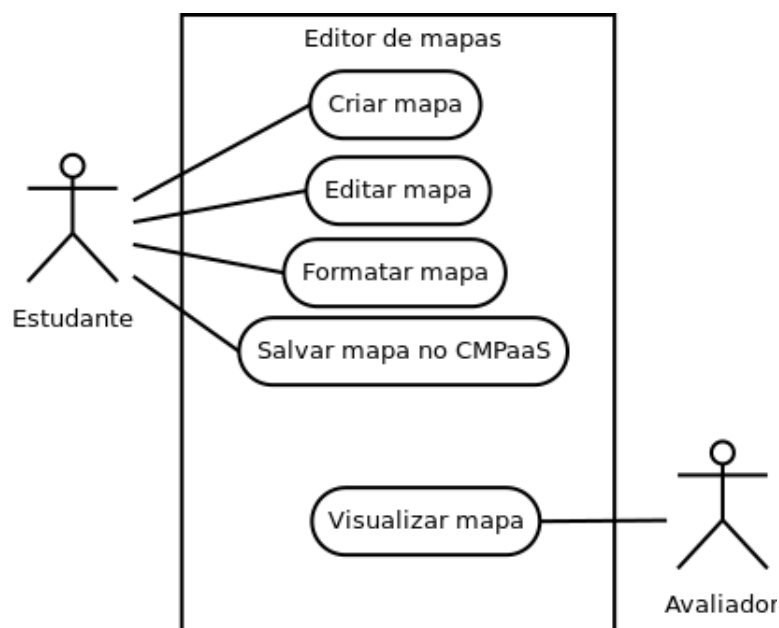 Editor de mapas
Criar mapa
Editar mapa
Formatar mapa
Estudante
Salvar mapa no CMPaaS
Visualizar mapa
Avaliador